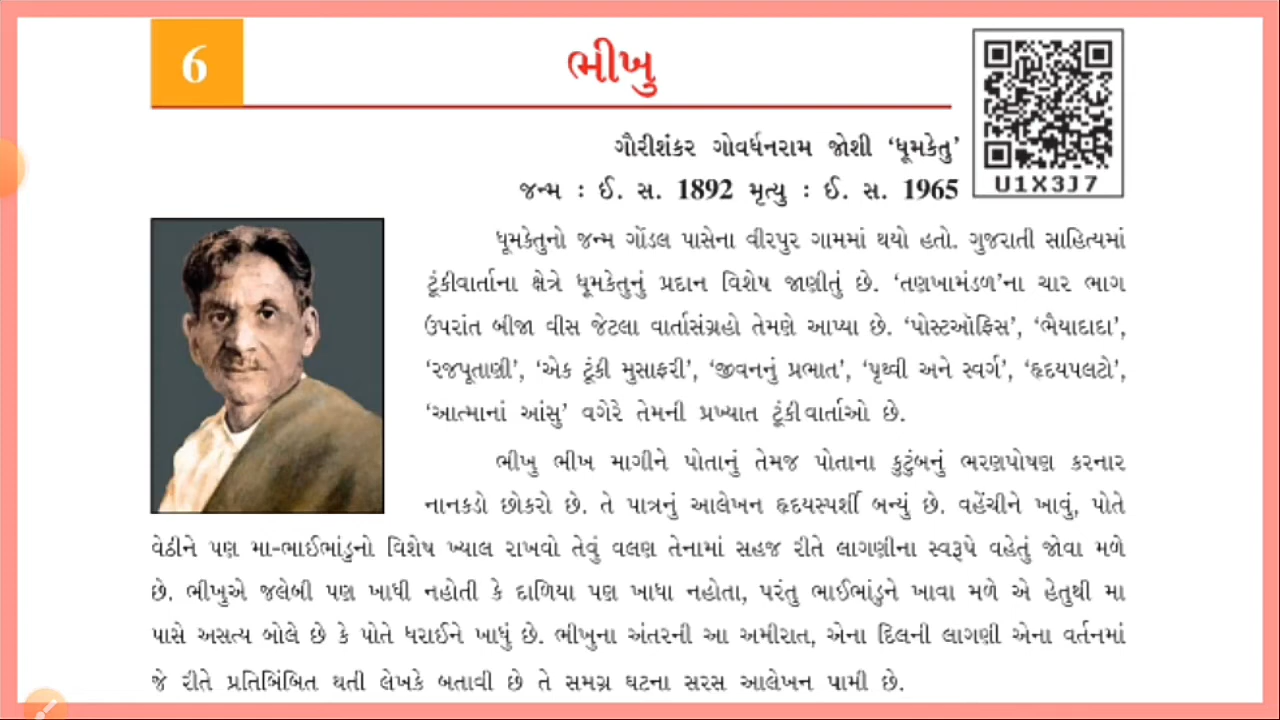 6
ભીખુ
ગૌરીશંકર ગોવર્ધનરામ જોશી ‘ધૂમકેતુ’
જન્મ : ઈ. સ. 1892 મૃત્યુ : ઈ. સ. 1965
U1X3J7
ધૂમકેતુનો જન્મ ગોંડલ પાસેના વીરપુર ગામમાં થયો હતો. ગુજરાતી સાહિત્યમાં
ટૂંકીવાર્તાના ક્ષેત્રે ધૂમકેતુનું પ્રદાન વિશેષ જાણીતું છે. ‘તણખામંડળ’ના ચાર ભાગ
ઉપરાંત બીજા વીસ જેટલા વાર્તાસંગ્રહો તેમણે આપ્યા છે. ‘પોસ્ટઑફિસ’, ‘ભૈયાદાદા’,
‘રજપૂતાણી’, ‘એક ટૂંકી મુસાફરી’, ‘જીવનનું પ્રભાત’, ‘પૃથ્વી અને સ્વર્ગ’, ‘હૃદયપલટો’,
‘આત્માનાં આંસુ’ વગેરે તેમની પ્રખ્યાત ટૂંકીવાર્તાઓ છે.
ભીખુ ભીખ માગીને પોતાનું તેમજ પોતાના કુટુંબનું ભરણપોષણ કરનાર
નાનકડો છોકરો છે. તે પાત્રનું આલેખન હૃદયસ્પર્શી બન્યું છે. વહેંચીને ખાવું, પોતે
વેઠીને પણ મા-ભાઈભાંડુનો વિશેષ ખ્યાલ રાખવો તેવું વલણ તેનામાં સહજ રીતે લાગણીના સ્વરૂપે વહેતું જોવા મળે
છે. ભીખુએ જલેબી પણ ખાધી નહોતી કે દાળિયા પણ ખાધા નહોતા, પરંતુ ભાઈભાંડુને ખાવા મળે એ હેતુથી મા
પાસે અસત્ય બોલે છે કે પોતે ધરાઈને ખાધું છે. ભીખુના અંતરની આ અમીરાત, એના દિલની લાગણી એના વર્તનમાં
જે રીતે પ્રતિબિંબિત થતી લેખકે બતાવી છે તે સમગ્ર ઘટના સરસ આલેખન પામી છે.